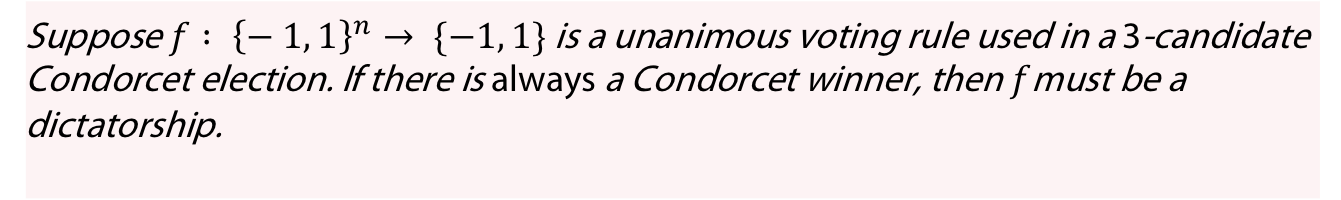 Suppose f : {− 1, 1}ⁿ → {−1, 1} is a unanimous voting rule used in a 3-candidate
Condorcet election. If there is always a Condorcet winner, then f must be a
dictatorship.